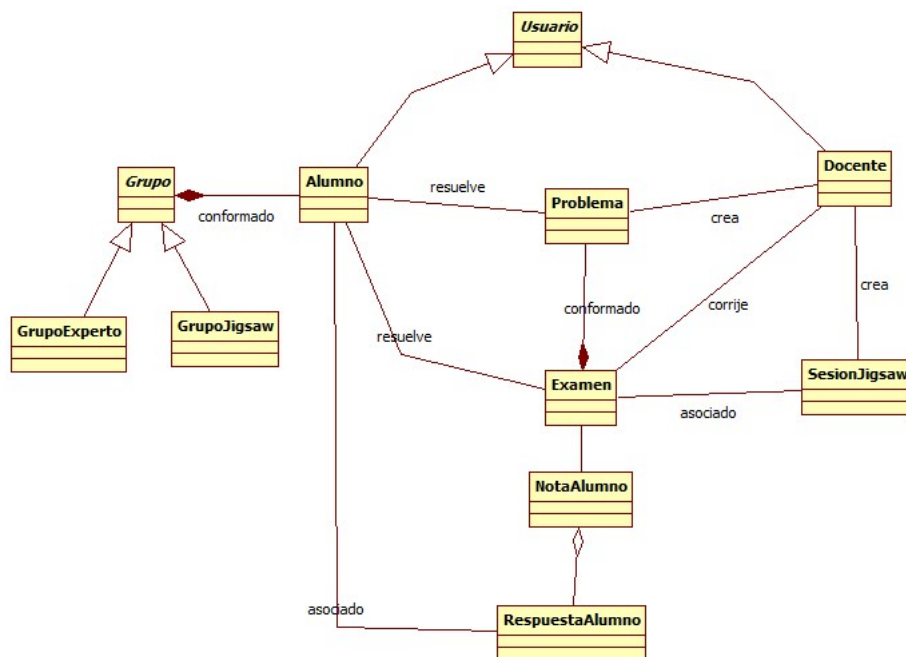 Usuario
Grupo
Alumno
Docente
resuelve
Problema
conformado
crea
GrupoExperto
GrupoJigsaw
resuelve
conformado
corrije
crea
Examen
SesionJigsaw
asociado
NotaAlumno
asociado
RespuestaAlumno